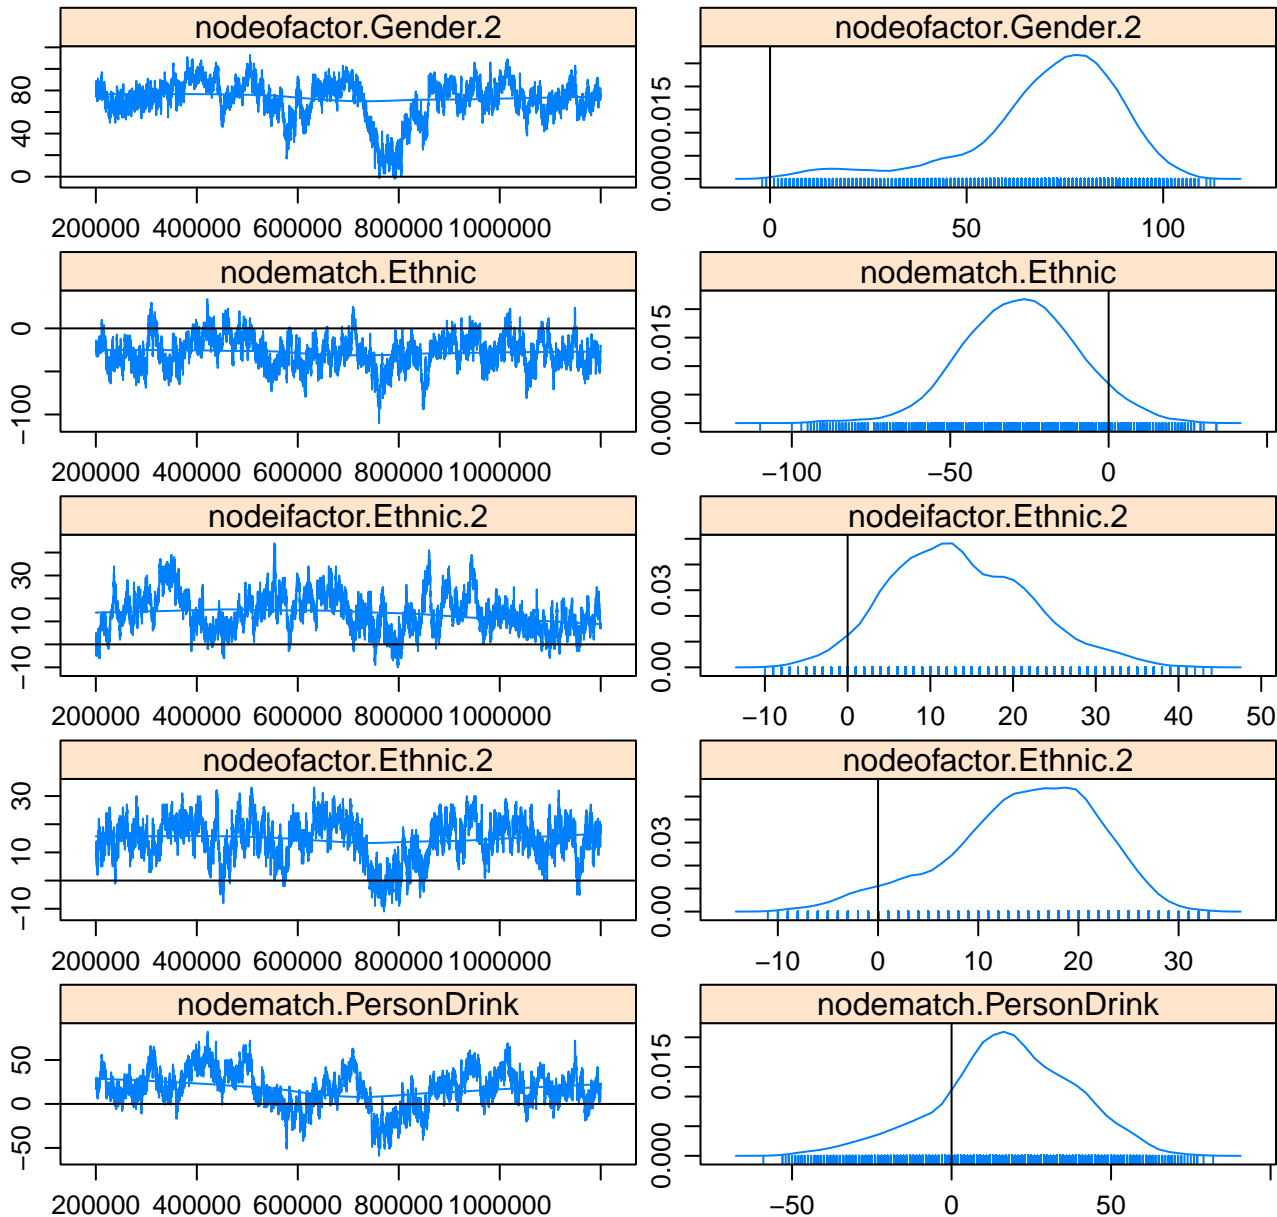 nodeofactor.Gender.2
nodeofactor.Gender.2
0 40 80
200000 400000 600000 800000 1000000
0.000 0.015
0 50 100
nodematch.Ethnic
nodematch.Ethnic
−100 0
200000 400000 600000 800000 1000000
0.000 0.015
−100 −50 0
nodeifactor.Ethnic.2
nodeifactor.Ethnic.2
−10 10 30
200000 400000 600000 800000 1000000
0.00 0.03
−10 0 10 20 30 40 50
nodeofactor.Ethnic.2
nodeofactor.Ethnic.2
−10 10 30
200000 400000 600000 800000 1000000
0.00 0.03
−10 0 10 20 30
nodematch.PersonDrink
nodematch.PersonDrink
−50 0 50
200000 400000 600000 800000 1000000
0.000 0.015
−50 0 50